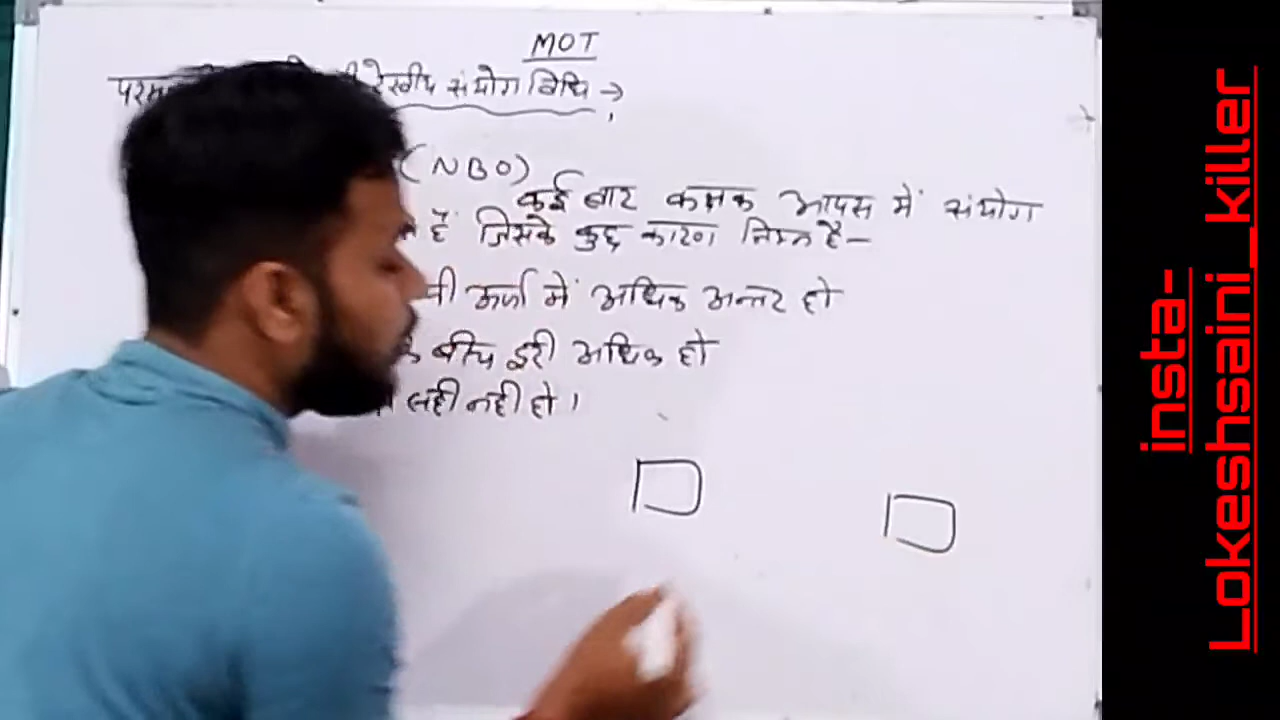 MOT
रेखीय संयोग विधि →
(NBO)
कई बार कक्षक आपस में संयोग
हैं जिसके कुछ कारण निम्न है –
ऊर्जा में अधिक अन्तर हो
के बीच दूरी अधिक हो
सही नही हो।
insta-
Lokeshsaini_killer